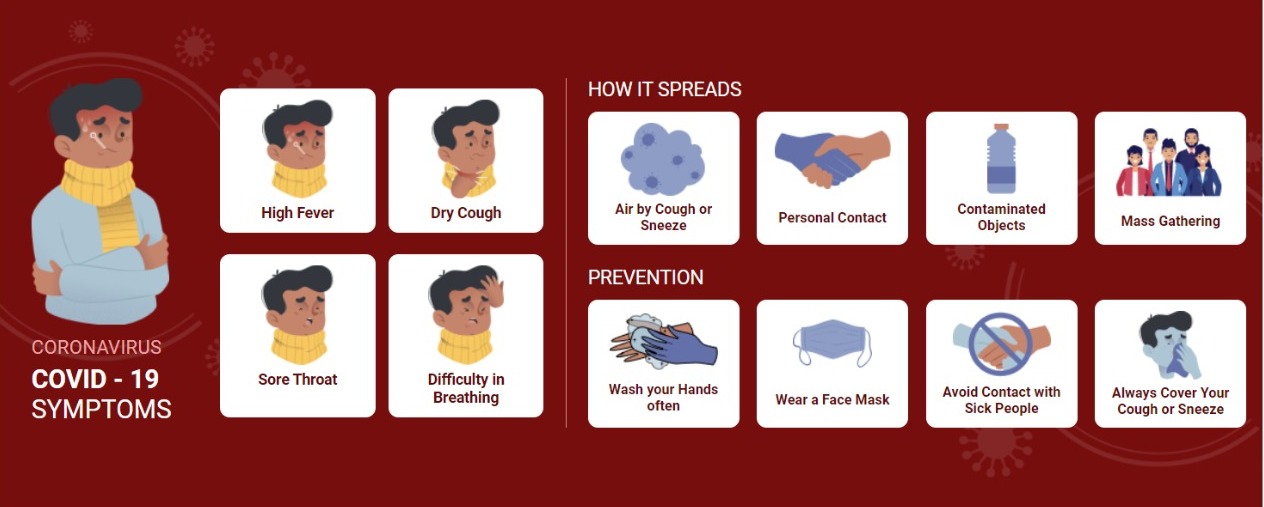 CORONAVIRUS
COVID - 19
SYMPTOMS
High Fever
Dry Cough
Sore Throat
Difficulty in
Breathing
HOW IT SPREADS
Air by Cough or
Sneeze
Personal Contact
Contaminated
Objects
Mass Gathering
PREVENTION
Wash your Hands
often
Wear a Face Mask
Avoid Contact with
Sick People
Always Cover Your
Cough or Sneeze